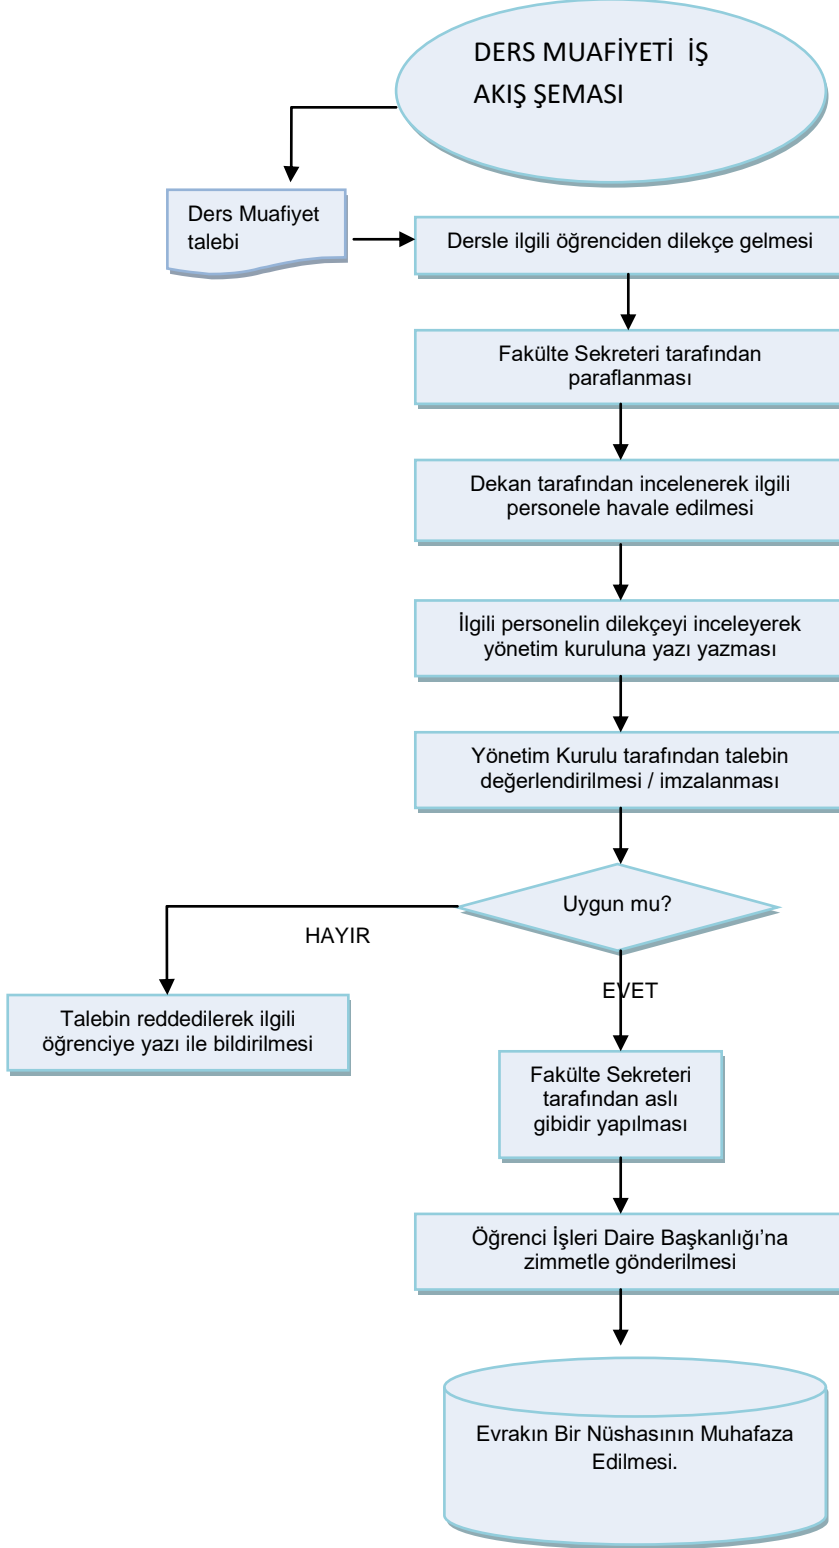 DERS MUAFİYETİ  İŞ
AKIŞ ŞEMASI
Ders Muafiyet
talebi
Dersle ilgili öğrenciden dilekçe gelmesi
Fakülte Sekreteri tarafından
paraflanması
Dekan tarafından incelenerek ilgili
personele havale edilmesi
İlgili personelin dilekçeyi inceleyerek
yönetim kuruluna yazı yazması
Yönetim Kurulu tarafından talebin
değerlendirilmesi / imzalanması
Uygun mu?
HAYIR
EVET
Talebin reddedilerek ilgili
öğrenciye yazı ile bildirilmesi
Fakülte Sekreteri
tarafından aslı
gibidir yapılması
Öğrenci İşleri Daire Başkanlığı’na
zimmetle gönderilmesi
Evrakın Bir Nüshasının Muhafaza
Edilmesi.